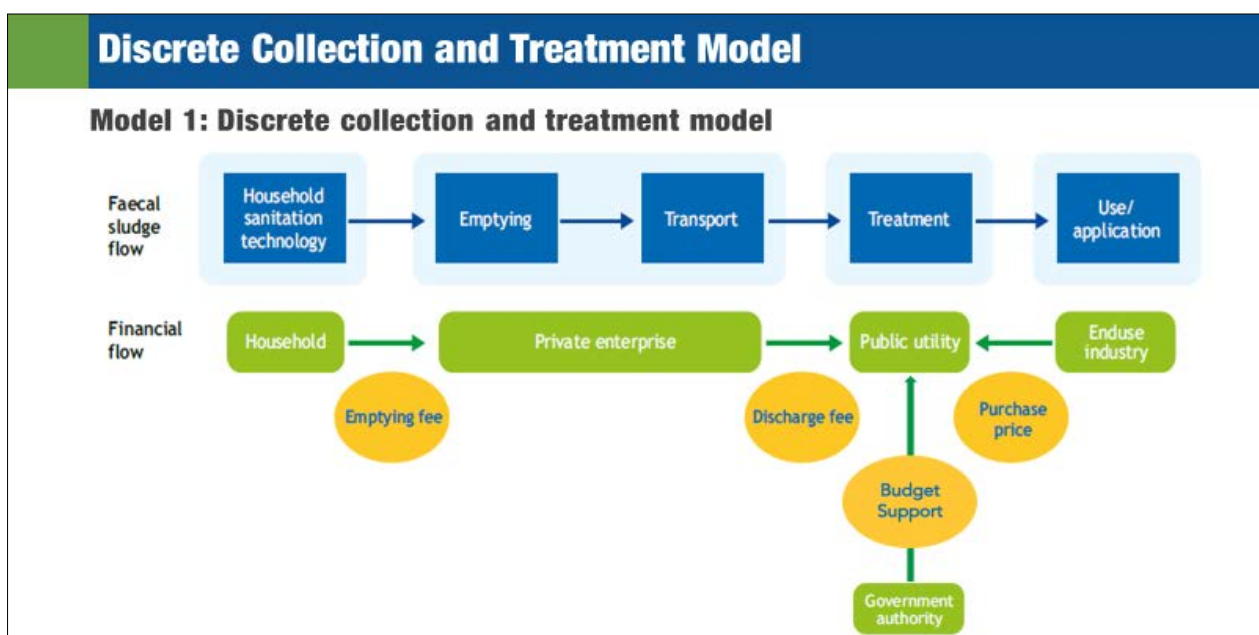 Discrete Collection and Treatment Model
Model 1: Discrete collection and treatment model
Faecal
sludge
flow
Household
sanitation
technology
Emptying
Transport
Treatment
Use/
application
Financial
flow
Household
Private enterprise
Public utility
Enduse
industry
Emptying fee
Discharge fee
Purchase
price
Budget
Support
Government
authority